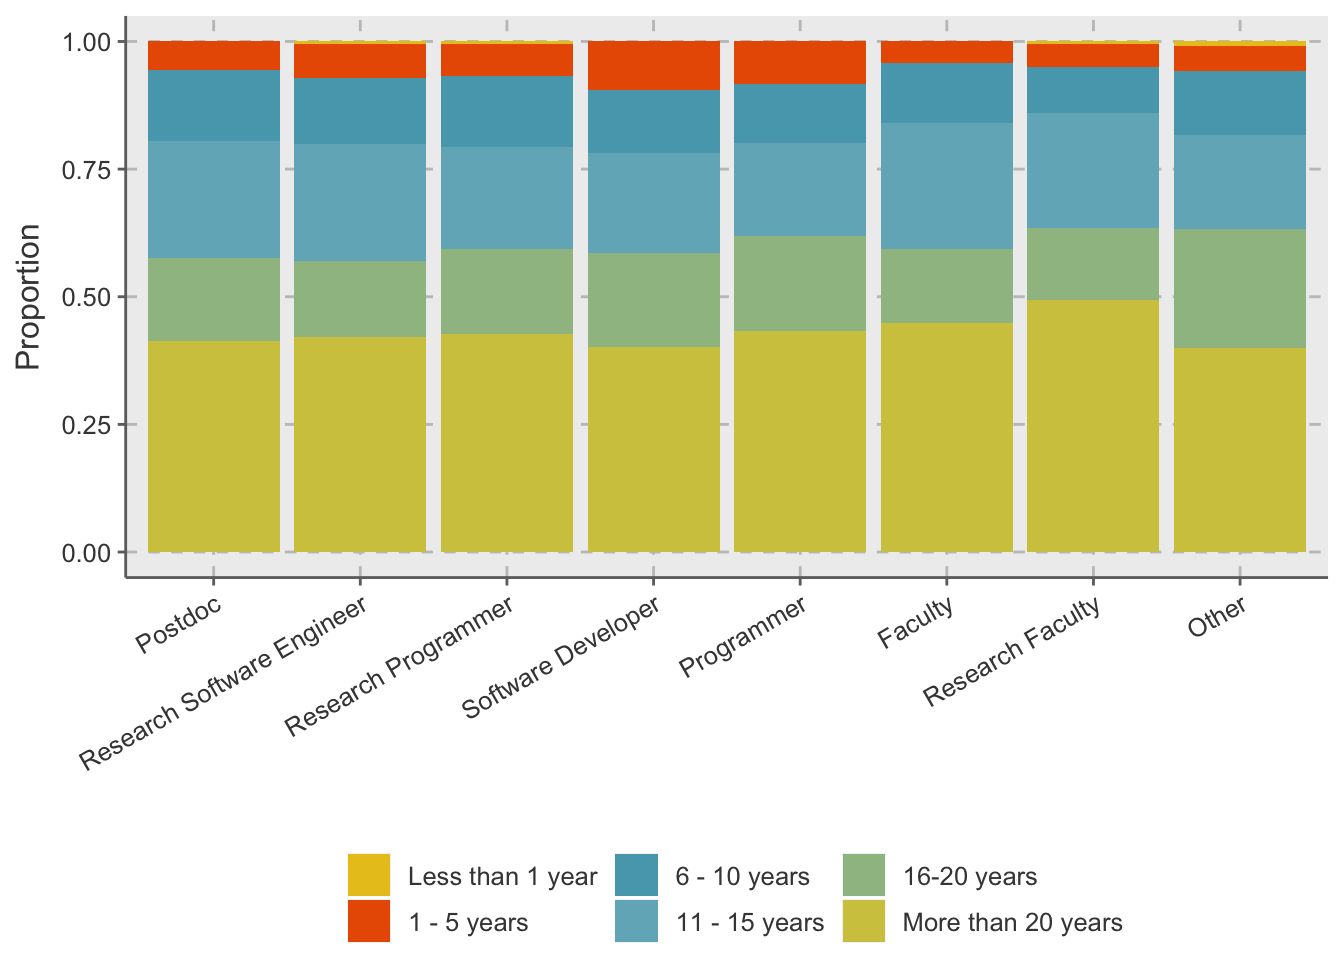 1.00
0.75
0.50
0.25
0.00
Proportion
Postdoc
Research Software Engineer
Research Programmer
Software Developer
Programmer
Faculty
Research Faculty
Other
Less than 1 year
6 - 10 years
16-20 years
1 - 5 years
11 - 15 years
More than 20 years